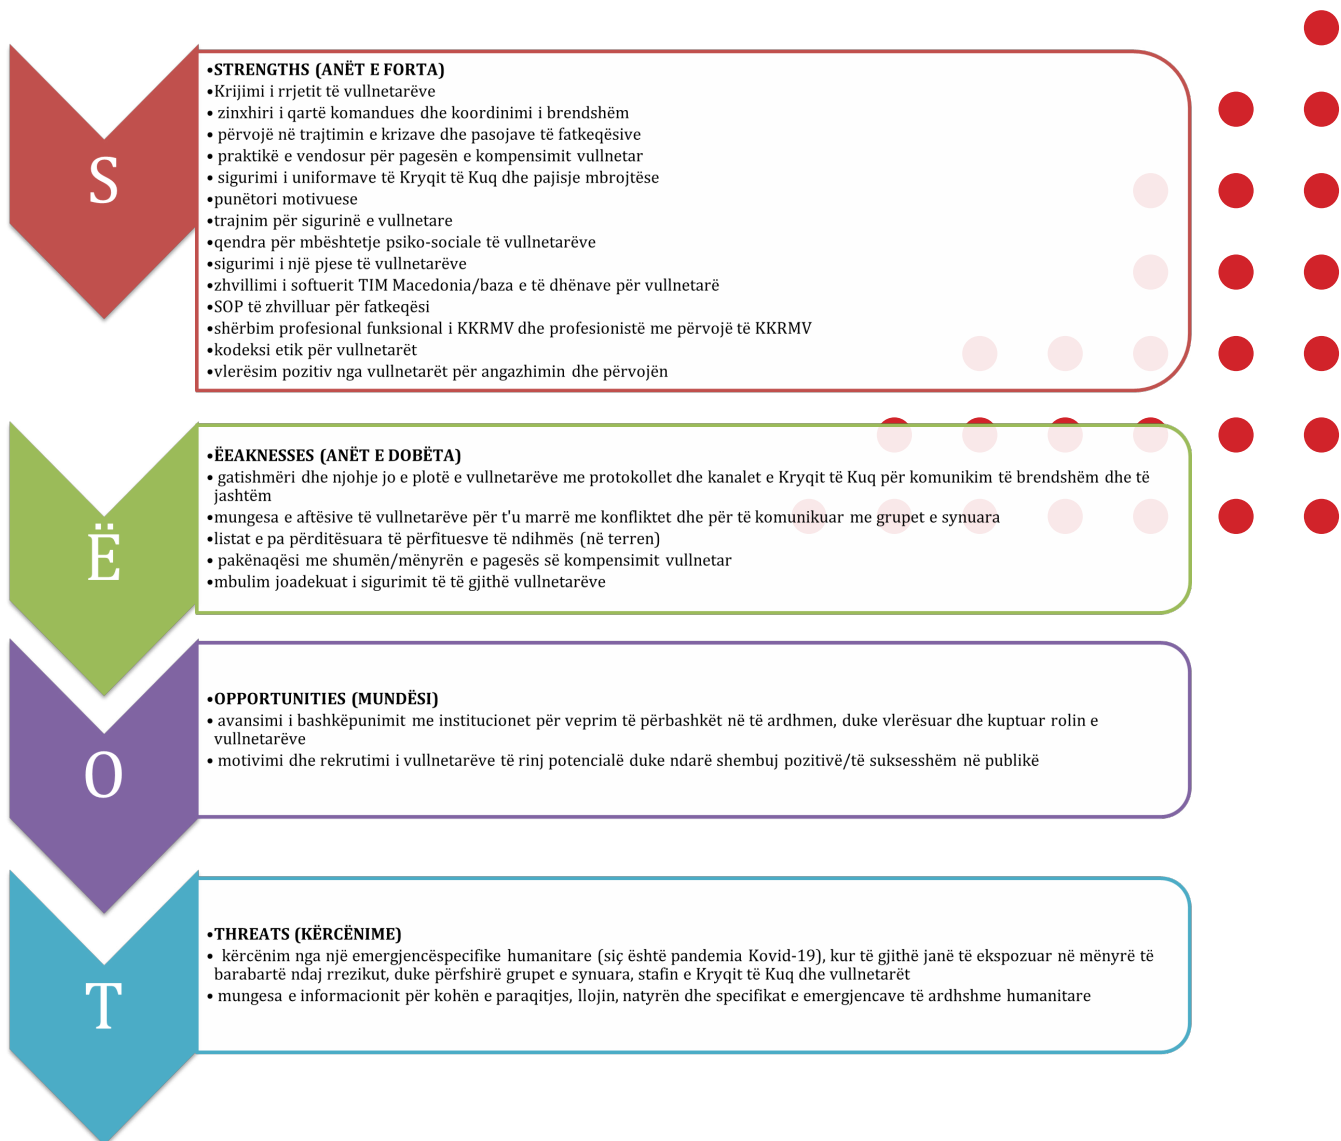 S
•STRENGTHS (ANËT E FORTA)
•Krijimi i rrjetit të vullnetarëve
• zinxhiri i qartë komandues dhe koordinimi i brendshëm
• përvojë në trajtimin e krizave dhe pasojave të fatkeqësive
• praktikë e vendosur për pagesën e kompensimit vullnetar
• sigurimi i uniformave të Kryqit të Kuq dhe pajisje mbrojtëse
•punëtori motivuese
•trajnim për sigurinë e vullnetare
•qendra për mbështetje psiko-sociale të vullnetarëve
•sigurimi i një pjese të vullnetarëve
•zhvillimi i softuerit TIM Macedonia/baza e të dhënave për vullnetarë
•SOP të zhvilluar për fatkeqësi
•shërbim profesional funksional i KKRMV dhe profesionistë me përvojë të KKRMV
•kodeksi etik për vullnetarët
•vlerësim pozitiv nga vullnetarët për angazhimin dhe përvojën
Ë
•ËEAKNESSES (ANËT E DOBËTA)
• gatishmëri dhe njohje jo e plotë e vullnetarëve me protokollet dhe kanalet e Kryqit të Kuq për komunikim të brendshëm dhe të
jashtëm
•mungesa e aftësive të vullnetarëve për t'u marrë me konfliktet dhe për të komunikuar me grupet e synuara
•listat e pa përditësuara të përfituesve të ndihmës (në terren)
• pakënaqësi me shumën/mënyrën e pagesës së kompensimit vullnetar
•mbulim joadekuat i sigurimit të të gjithë vullnetarëve
O
•OPPORTUNITIES (MUNDËSI)
• avansimi i bashkëpunimit me institucionet për veprim të përbashkët në të ardhmen, duke vlerësuar dhe kuptuar rolin e
vullnetarëve
• motivimi dhe rekrutimi i vullnetarëve të rinj potencialë duke ndarë shembuj pozitivë/të suksesshëm në publikë
T
•THREATS (KËRCËNIME)
• kërcënim nga një emergjencëspecifike humanitare (siç është pandemia Kovid-19), kur të gjithë janë të ekspozuar në mënyrë të
barabartë ndaj rrezikut, duke përfshirë grupet e synuara, stafin e Kryqit të Kuq dhe vullnetarët
• mungesa e informacionit për kohën e paraqitjes, llojin, natyrën dhe specifikat e emergjencave të ardhshme humanitare